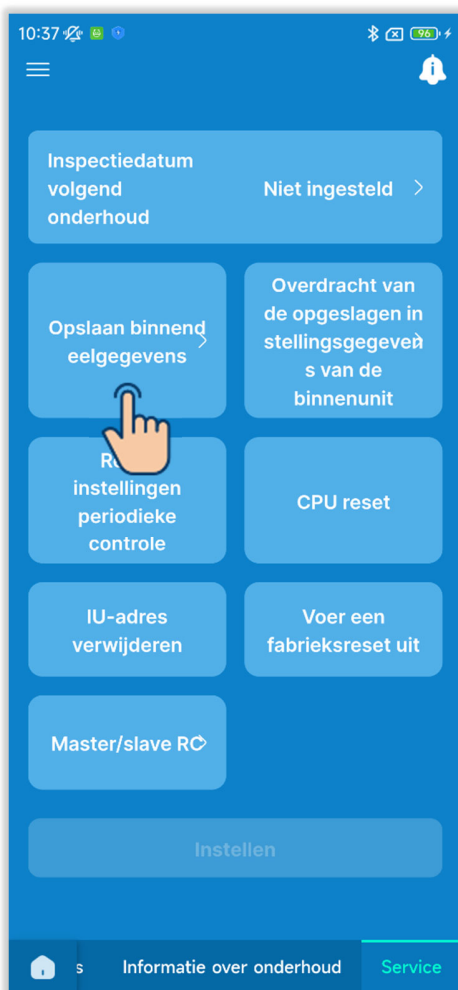 10:37
96
Inspectiedatum
volgend
onderhoud
Niet ingesteld
Opslaan binnend
eelgegevens
Overdracht van
de opgeslagen in
stellingsgegeven
s van de
binnenunit
instellingen
periodieke
controle
CPU reset
IU-adres
verwijderen
Voer een
fabrieksreset uit
Master/slave RC
Instellen
s
Informatie over onderhoud
Service